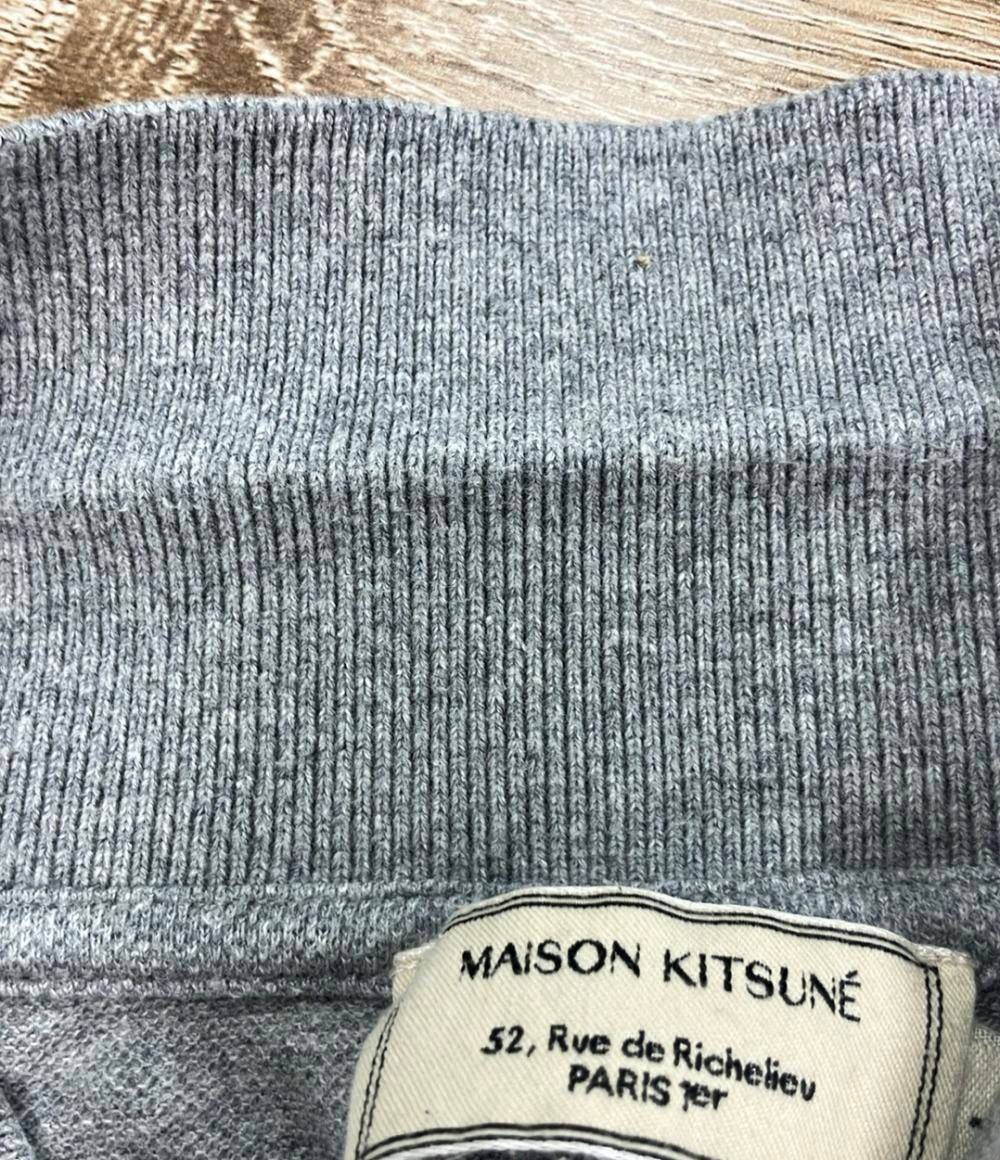 MAISON KITSUNÉ
52, Rue de Richelieu
PARIS 1er